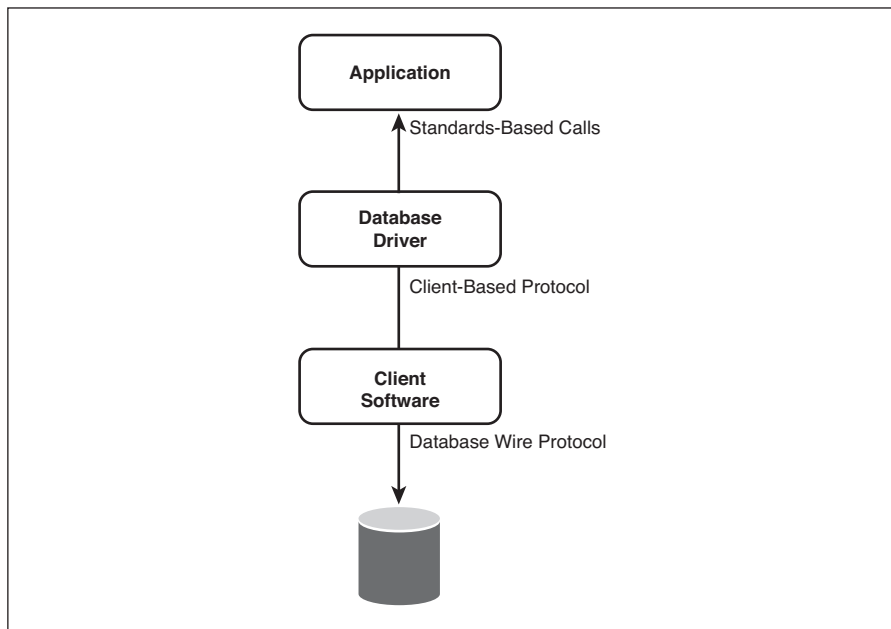 Application
Standards-Based Calls
Database
Driver
Client-Based Protocol
Client
Software
Database Wire Protocol